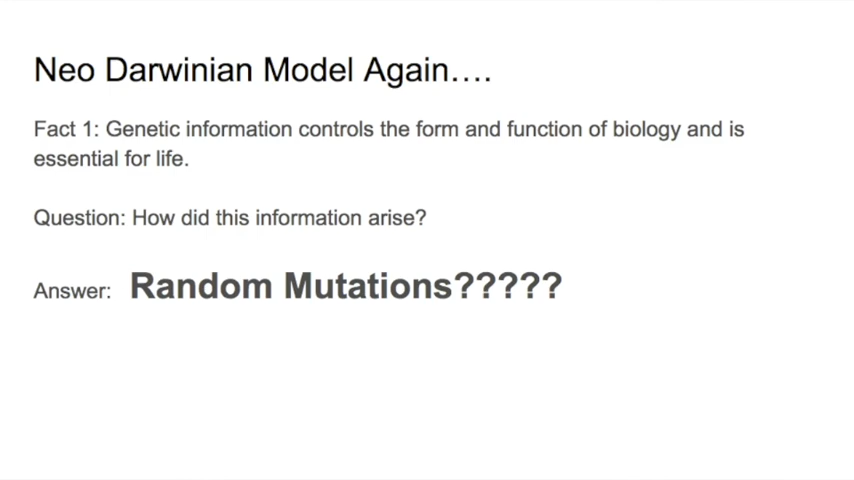 Neo Darwinian Model Again….
Fact 1: Genetic information controls the form and function of biology and is
essential for life.
Question: How did this information arise?
Answer: Random Mutations?????